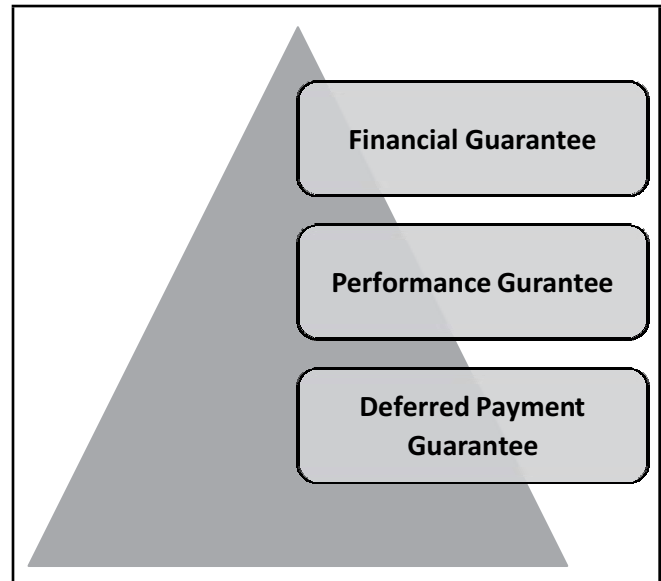 Financial Guarantee
Performance Gurantee
Deferred Payment
Guarantee